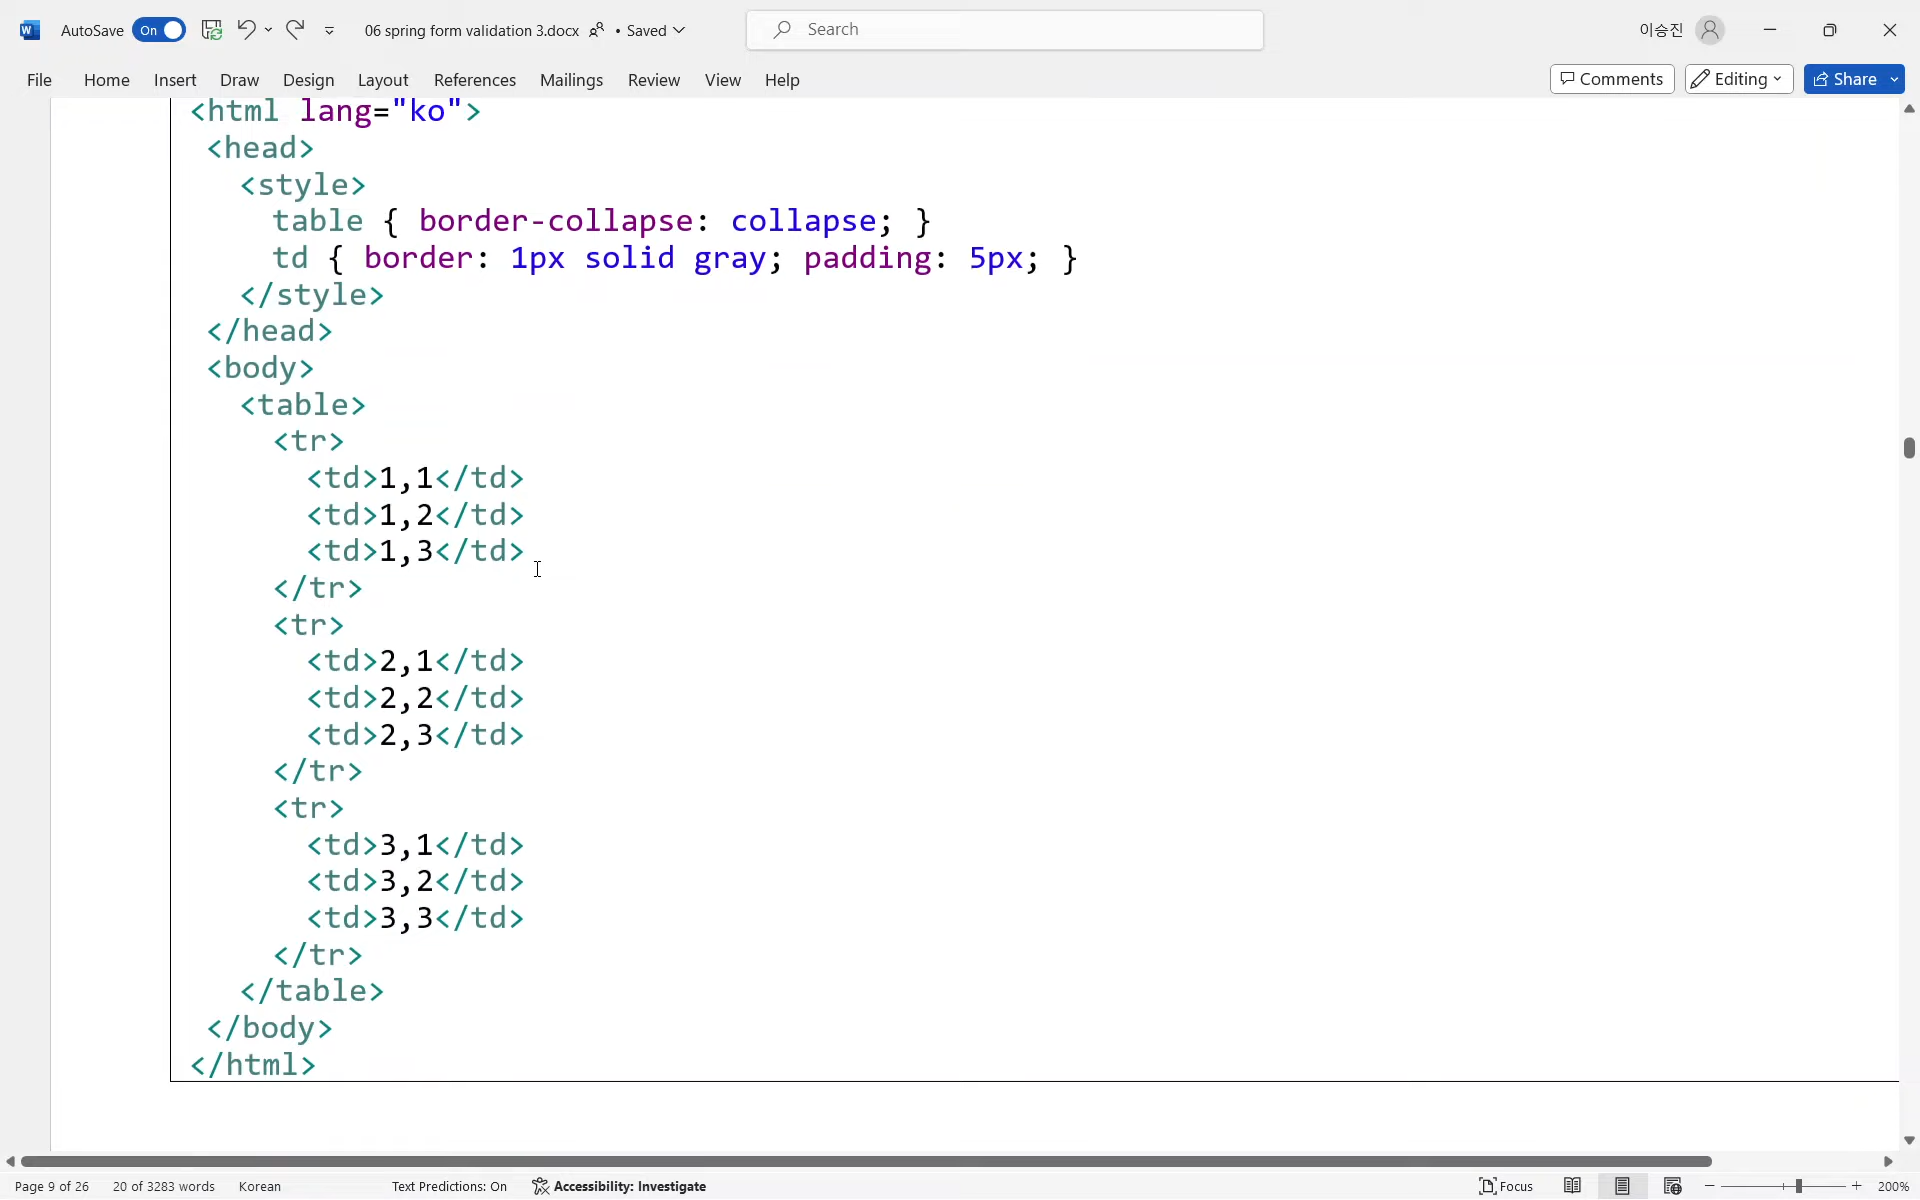 AutoSave On 06 spring form validation 3.docx • Saved Search 이승진
File Home Insert Draw Design Layout References Mailings Review View Help Comments Editing Share
<html lang="ko">
<head>
<style>
table { border-collapse: collapse; }
td { border: 1px solid gray; padding: 5px; }
</style>
</head>
<body>
<table>
<tr>
<td>1,1</td>
<td>1,2</td>
<td>1,3</td>
</tr>
<tr>
<td>2,1</td>
<td>2,2</td>
<td>2,3</td>
</tr>
<tr>
<td>3,1</td>
<td>3,2</td>
<td>3,3</td>
</tr>
</table>
</body>
</html>
Page 9 of 26 20 of 3283 words Korean Text Predictions: On Accessibility: Investigate Focus 200%